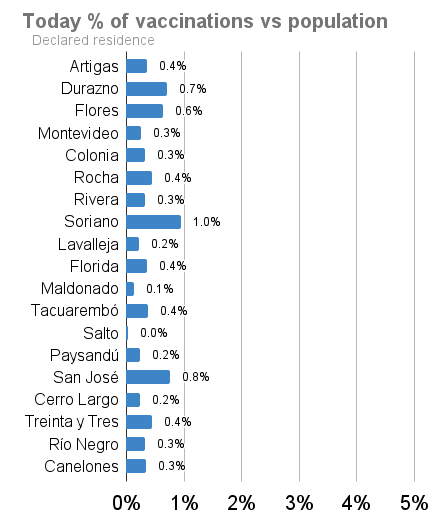 Today % of vaccinations vs population
Declared residence
Artigas 0.4%
Durazno 0.7%
Flores 0.6%
Montevideo 0.3%
Colonia 0.3%
Rocha 0.4%
Rivera 0.3%
Soriano 1.0%
Lavalleja 0.2%
Florida 0.4%
Maldonado 0.1%
Tacuarembó 0.4%
Salto 0.0%
Paysandú 0.2%
San José 0.8%
Cerro Largo 0.2%
Treinta y Tres 0.4%
Río Negro 0.3%
Canelones 0.3%
0% 1% 2% 3% 4% 5%